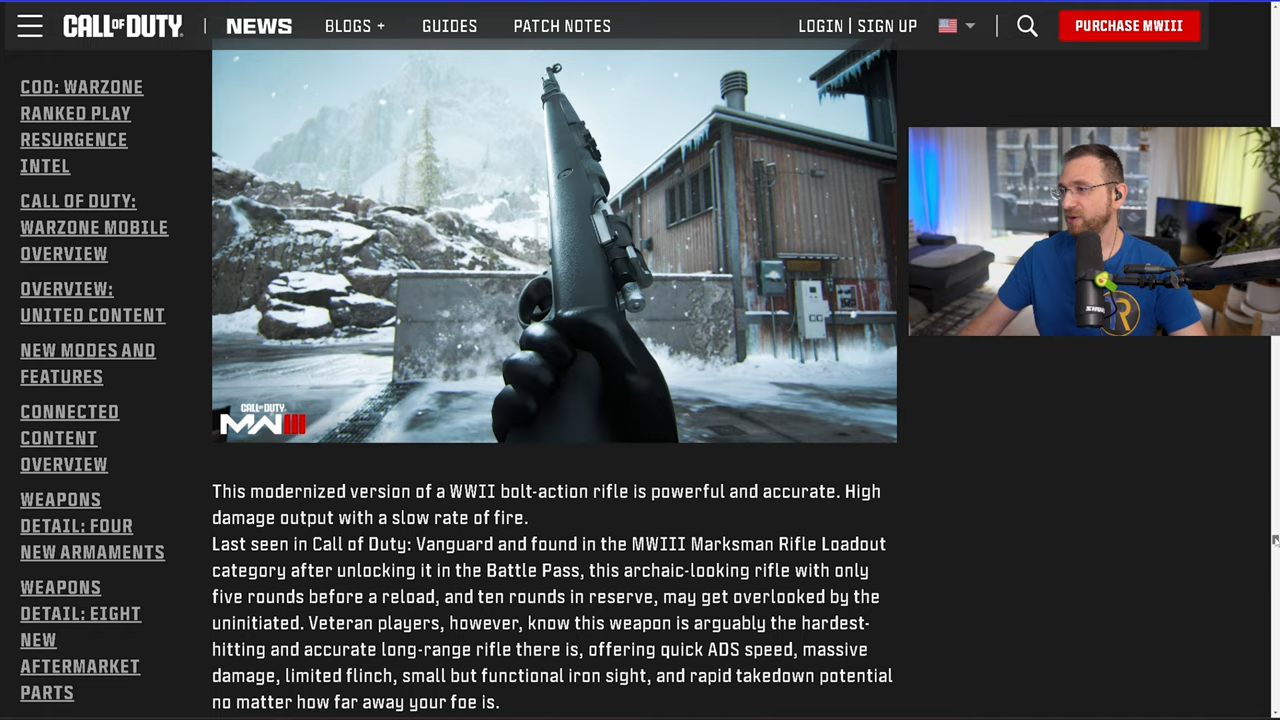 CALL OF DUTY
NEWS
BLOGS +
GUIDES
PATCH NOTES
LOGIN | SIGN UP
PURCHASE MWIII
COD: WARZONE
RANKED PLAY
RESURGENCE
INTEL
CALL OF DUTY:
WARZONE MOBILE
OVERVIEW
OVERVIEW:
UNITED CONTENT
NEW MODES AND
FEATURES
CONNECTED
CONTENT
OVERVIEW
WEAPONS
DETAIL: FOUR
NEW ARMAMENTS
WEAPONS
DETAIL: EIGHT
NEW
AFTERMARKET
PARTS
CALL OF DUTY
MWIII
This modernized version of a WWII bolt-action rifle is powerful and accurate. High
damage output with a slow rate of fire.
Last seen in Call of Duty: Vanguard and found in the MWIII Marksman Rifle Loadout
category after unlocking it in the Battle Pass, this archaic-looking rifle with only
five rounds before a reload, and ten rounds in reserve, may get overlooked by the
uninitiated. Veteran players, however, know this weapon is arguably the hardest-
hitting and accurate long-range rifle there is, offering quick ADS speed, massive
damage, limited flinch, small but functional iron sight, and rapid takedown potential
no matter how far away your foe is.